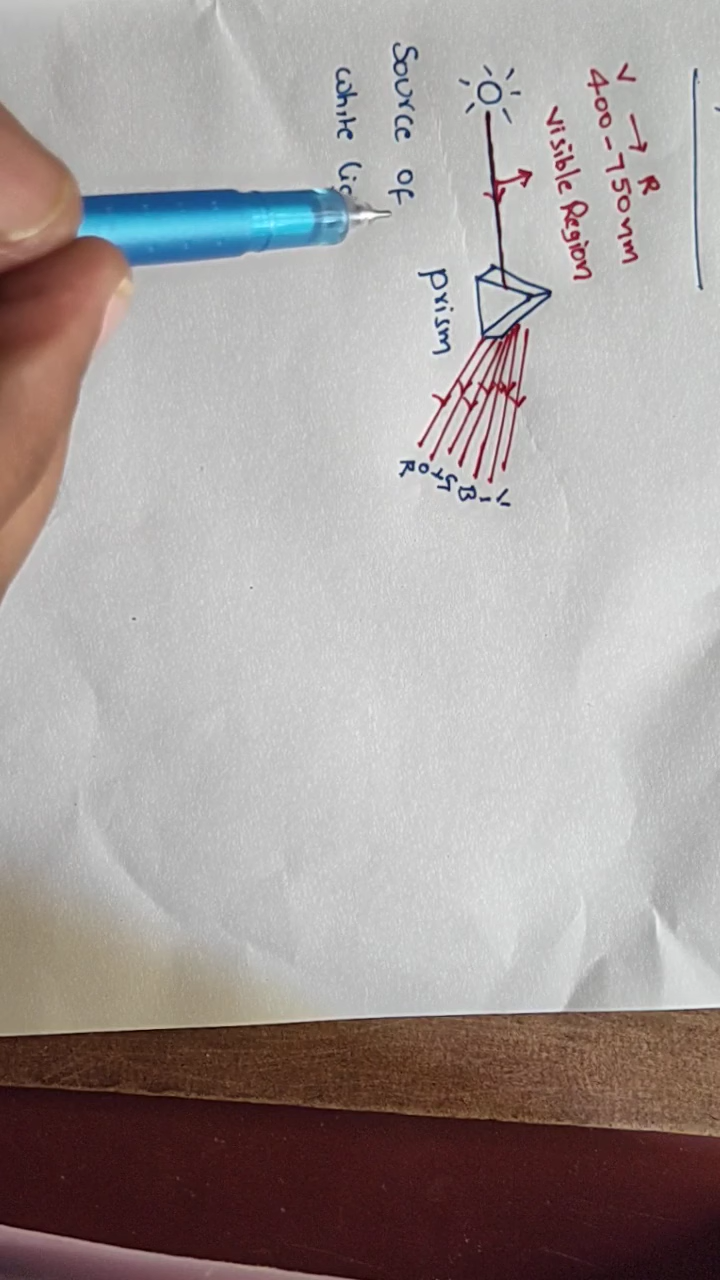 V → R
400-750nm
visible Region
Source of
white
prism
V
I
B
G
Y
O
R